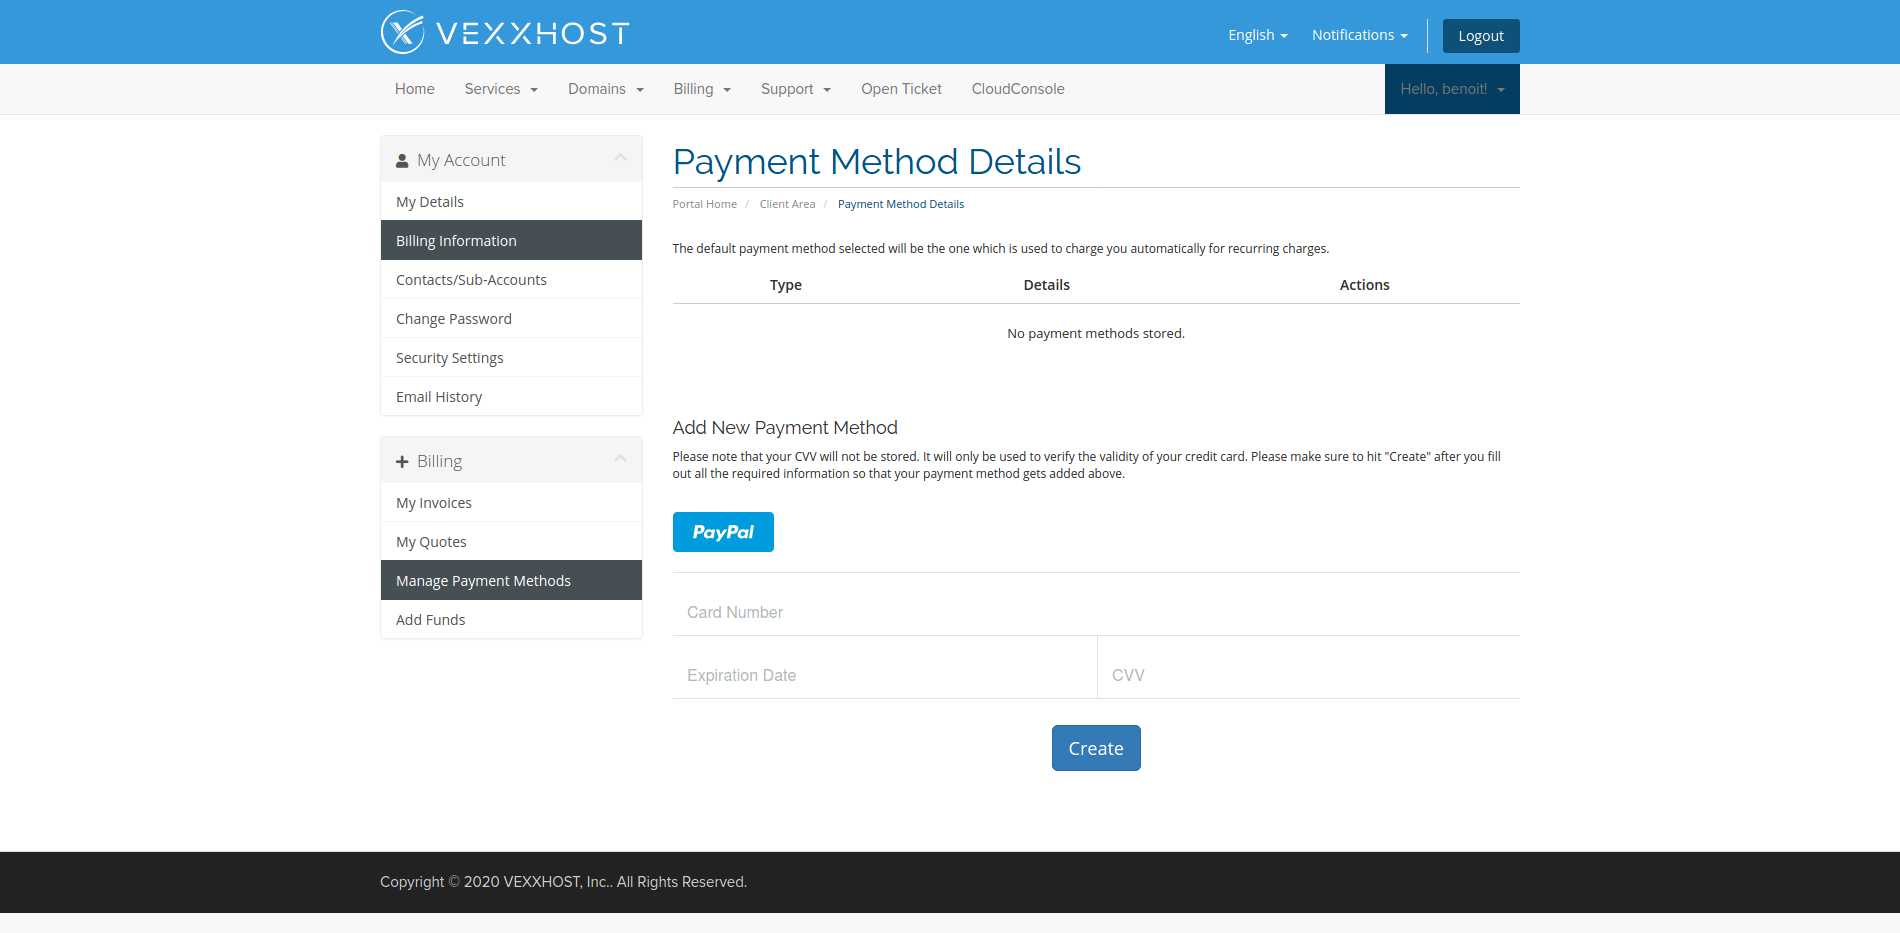 VEXXHOST
English
Notifications
Logout
Home
Services
Domains
Billing
Support
Open Ticket
CloudConsole
Hello, benoit!
My Account
My Details
Billing Information
Contacts/Sub-Accounts
Change Password
Security Settings
Email History
Billing
My Invoices
My Quotes
Manage Payment Methods
Add Funds
Payment Method Details
Portal Home / Client Area / Payment Method Details
The default payment method selected will be the one which is used to charge you automatically for recurring charges.
Type Details Actions
No payment methods stored.
Add New Payment Method
Please note that your CVV will not be stored. It will only be used to verify the validity of your credit card. Please make sure to hit "Create" after you fill
out all the required information so that your payment method gets added above.
PayPal
Card Number
Expiration Date
CVV
Create
Copyright © 2020 VEXXHOST, Inc.. All Rights Reserved.